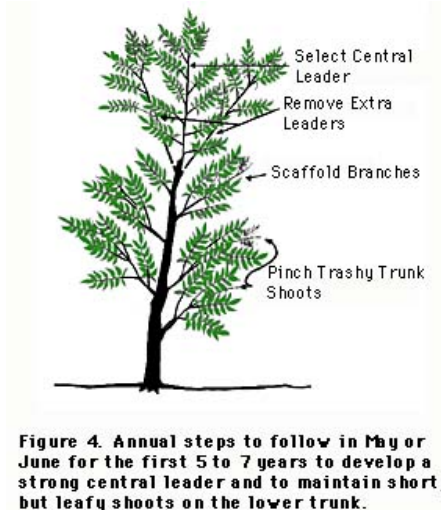 Select Central
Leader
Remove Extra
Leaders
Scaffold Branches
Pinch Trashy Trunk
Shoots
Figure 4. Annual steps to follow in May or
June for the first 5 to 7 years to develop a
strong central leader and to maintain short
but leafy shoots on the lower trunk.